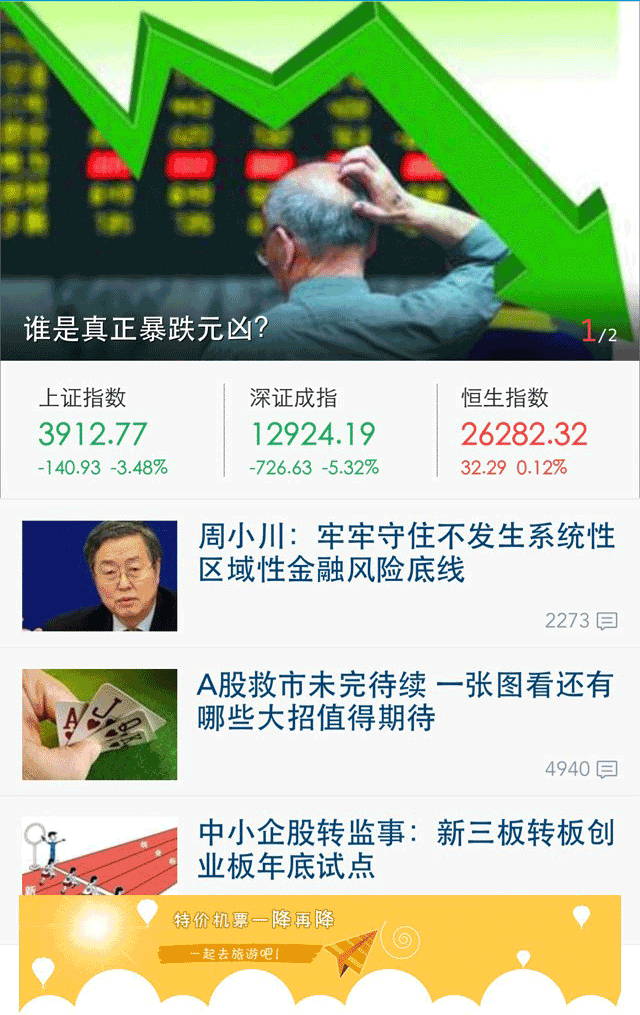 谁是真正暴跌元凶?
1/2
上证指数
3912.77
-140.93 -3.48%
深证成指
12924.19
-726.63 -5.32%
恒生指数
26282.32
32.29 0.12%
周小川：牢牢守住不发生系统性
区域性金融风险底线
2273
A股救市未完待续 一张图看还有
哪些大招值得期待
4940
A
J
Q
中小企股转监事：新三板转板创
业板年底试点
新
特价机票一降再降
一起去旅游吧!